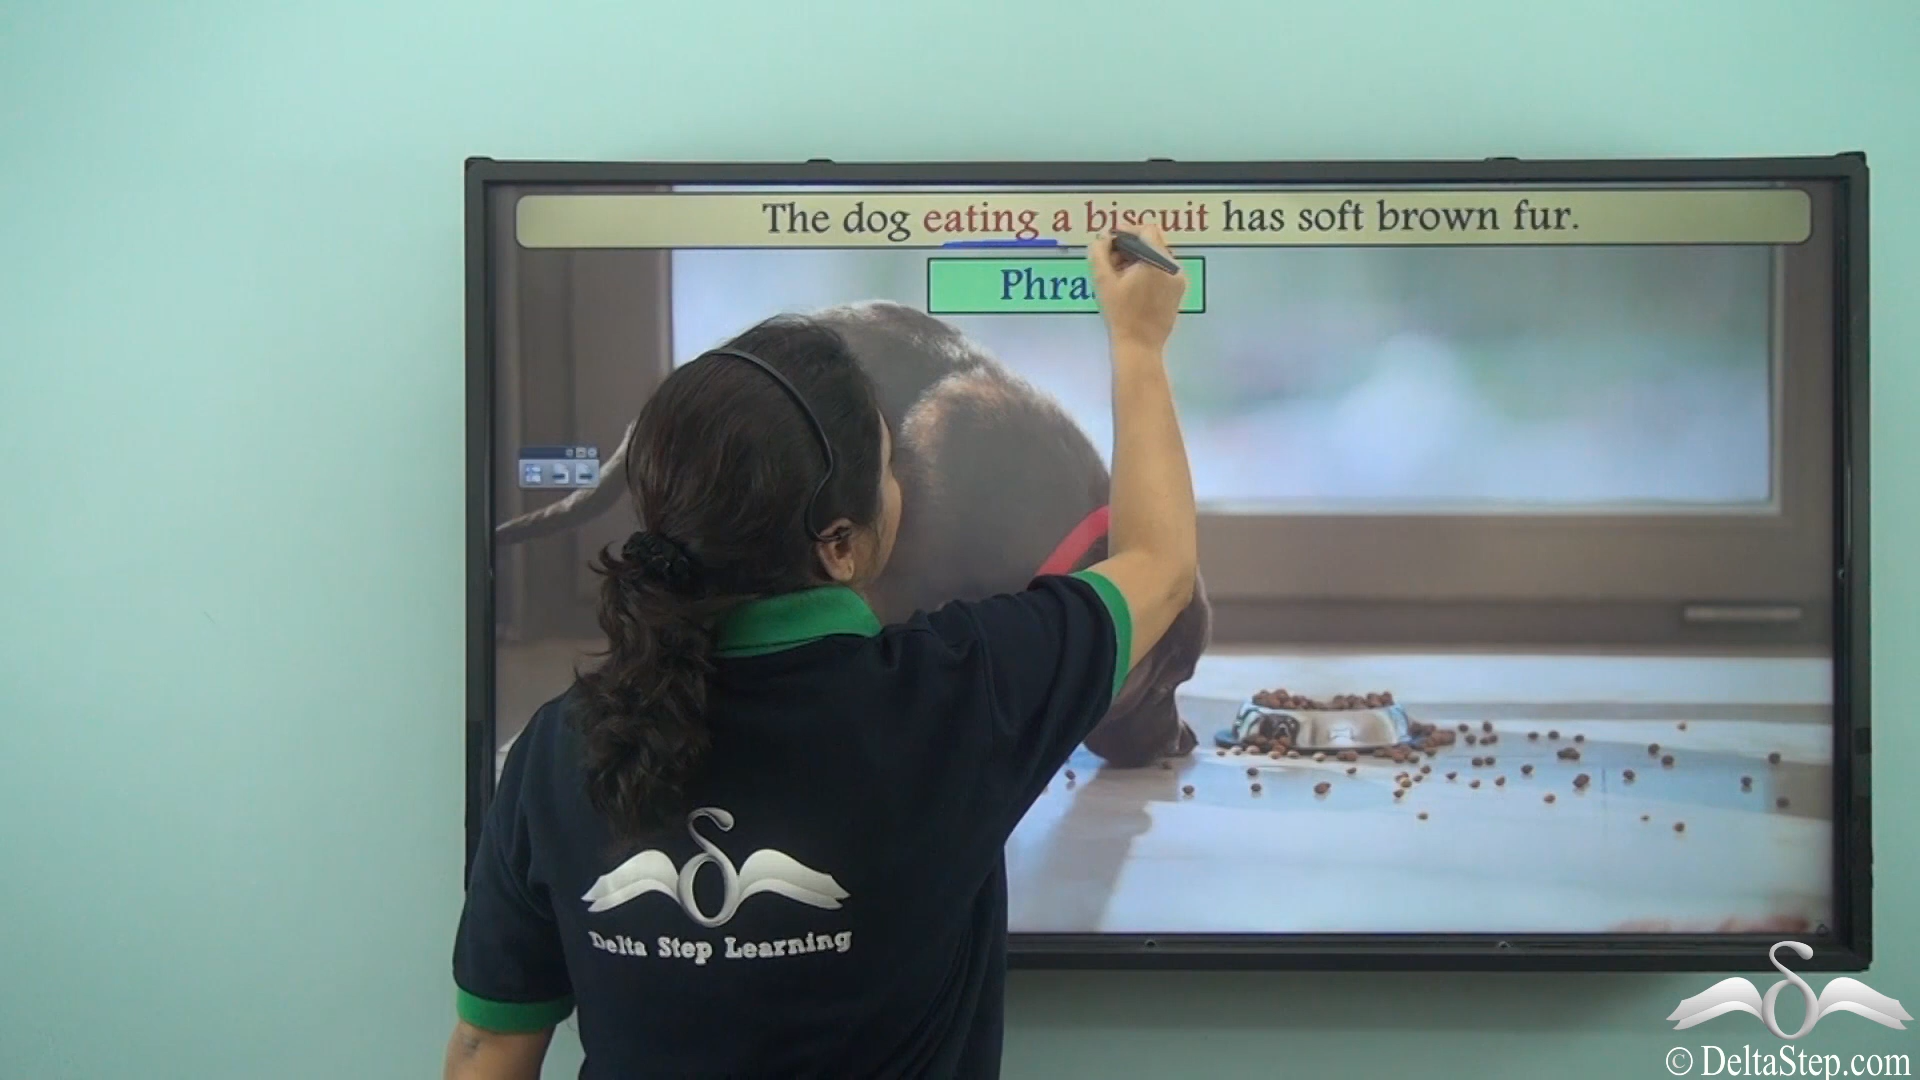 The dog eating a biscuit has soft brown fur.
Delta Step Learning
© DeltaStep.com